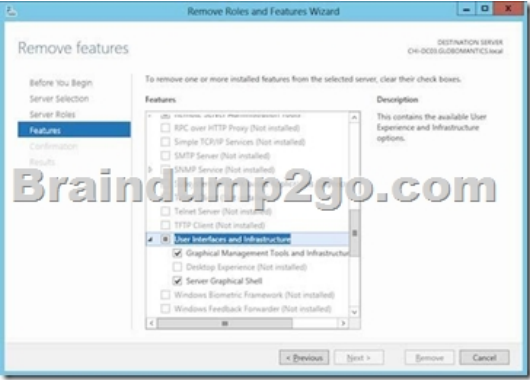 Remove Roles and Features Wizard
Remove features
DESTINATION SERVER
CHI-DC03.GLOBOMANTICS.local
Before You Begin
Server Selection
Server Roles
Features
Confirmation
Results
To remove one or more installed features from the selected server, clear their check boxes.
Features
Remote Server Administration Tools
RPC over HTTP Proxy (Not installed)
Simple TCP/IP Services (Not installed)
SMTP Server (Not installed)
SNMP Service (Not installed)
Telnet Server (Not installed)
TFTP Client (Not installed)
User Interfaces and Infrastructure
Graphical Management Tools and Infrastructur
Desktop Experience (Not installed)
Server Graphical Shell
Windows Biometric Framework (Not installed)
Windows Feedback Forwarder (Not installed)
Description
This contains the available User
Experience and Infrastructure
options.
Braindump2go.com
< Previous
Next >
Remove
Cancel